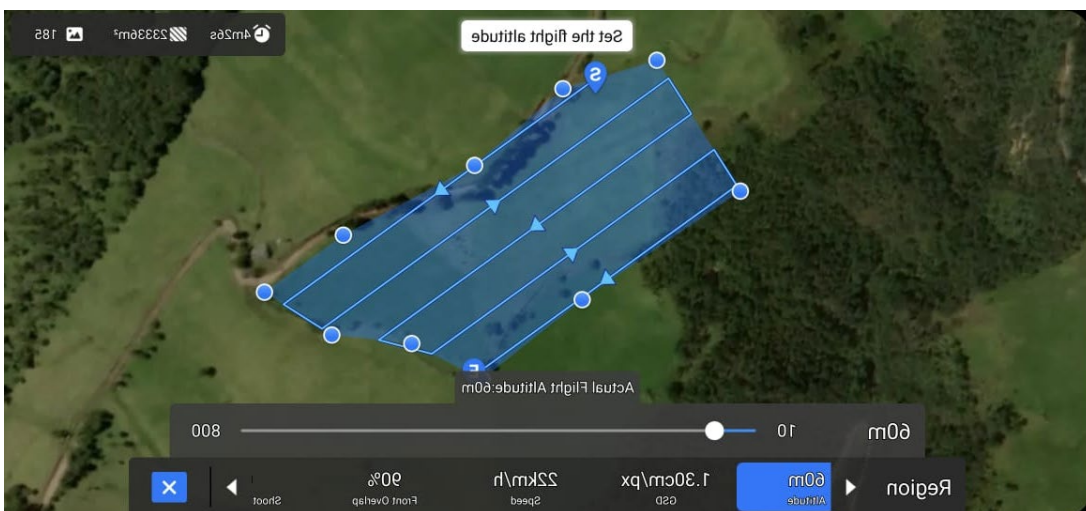 Set the flight altitude
4m26s 23336m² 185
S
Actual Flight Altitude:60m
60m 10 800
Region
60m
Altitude
1.30cm/px
GSD
22km/h
Speed
90%
Front Overlap
Shoot